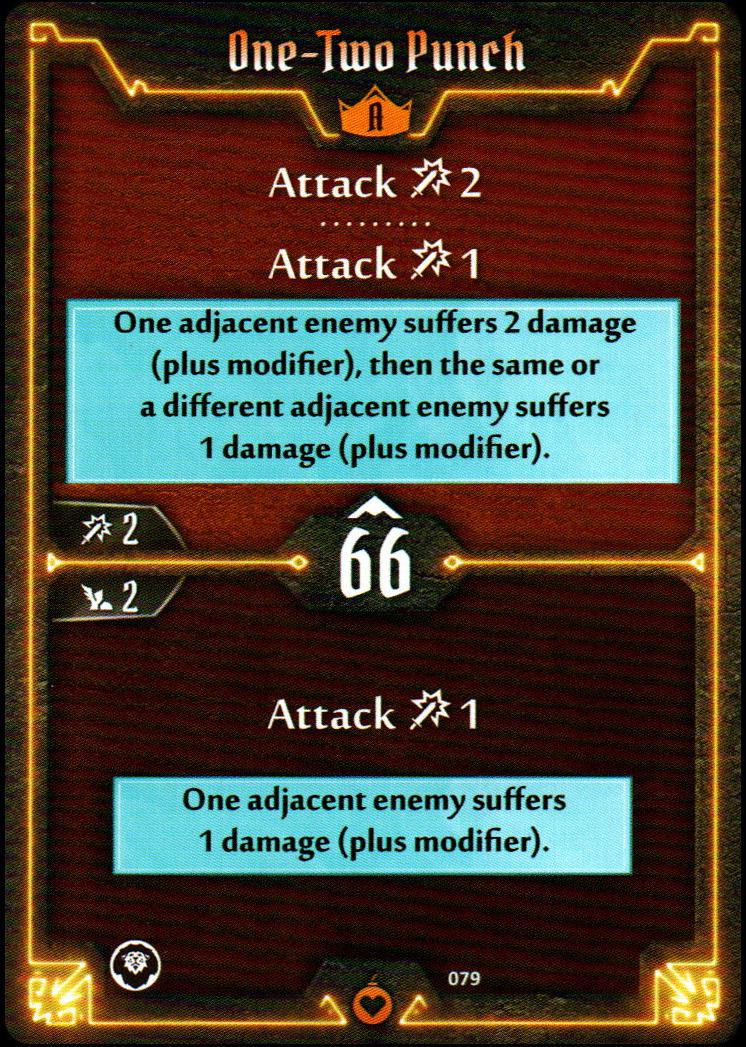 One-Two Punch
A
Attack 2
Attack 1
One adjacent enemy suffers 2 damage
(plus modifier), then the same or
a different adjacent enemy suffers
1 damage (plus modifier).
2
66
2
Attack 1
One adjacent enemy suffers
1 damage (plus modifier).
079